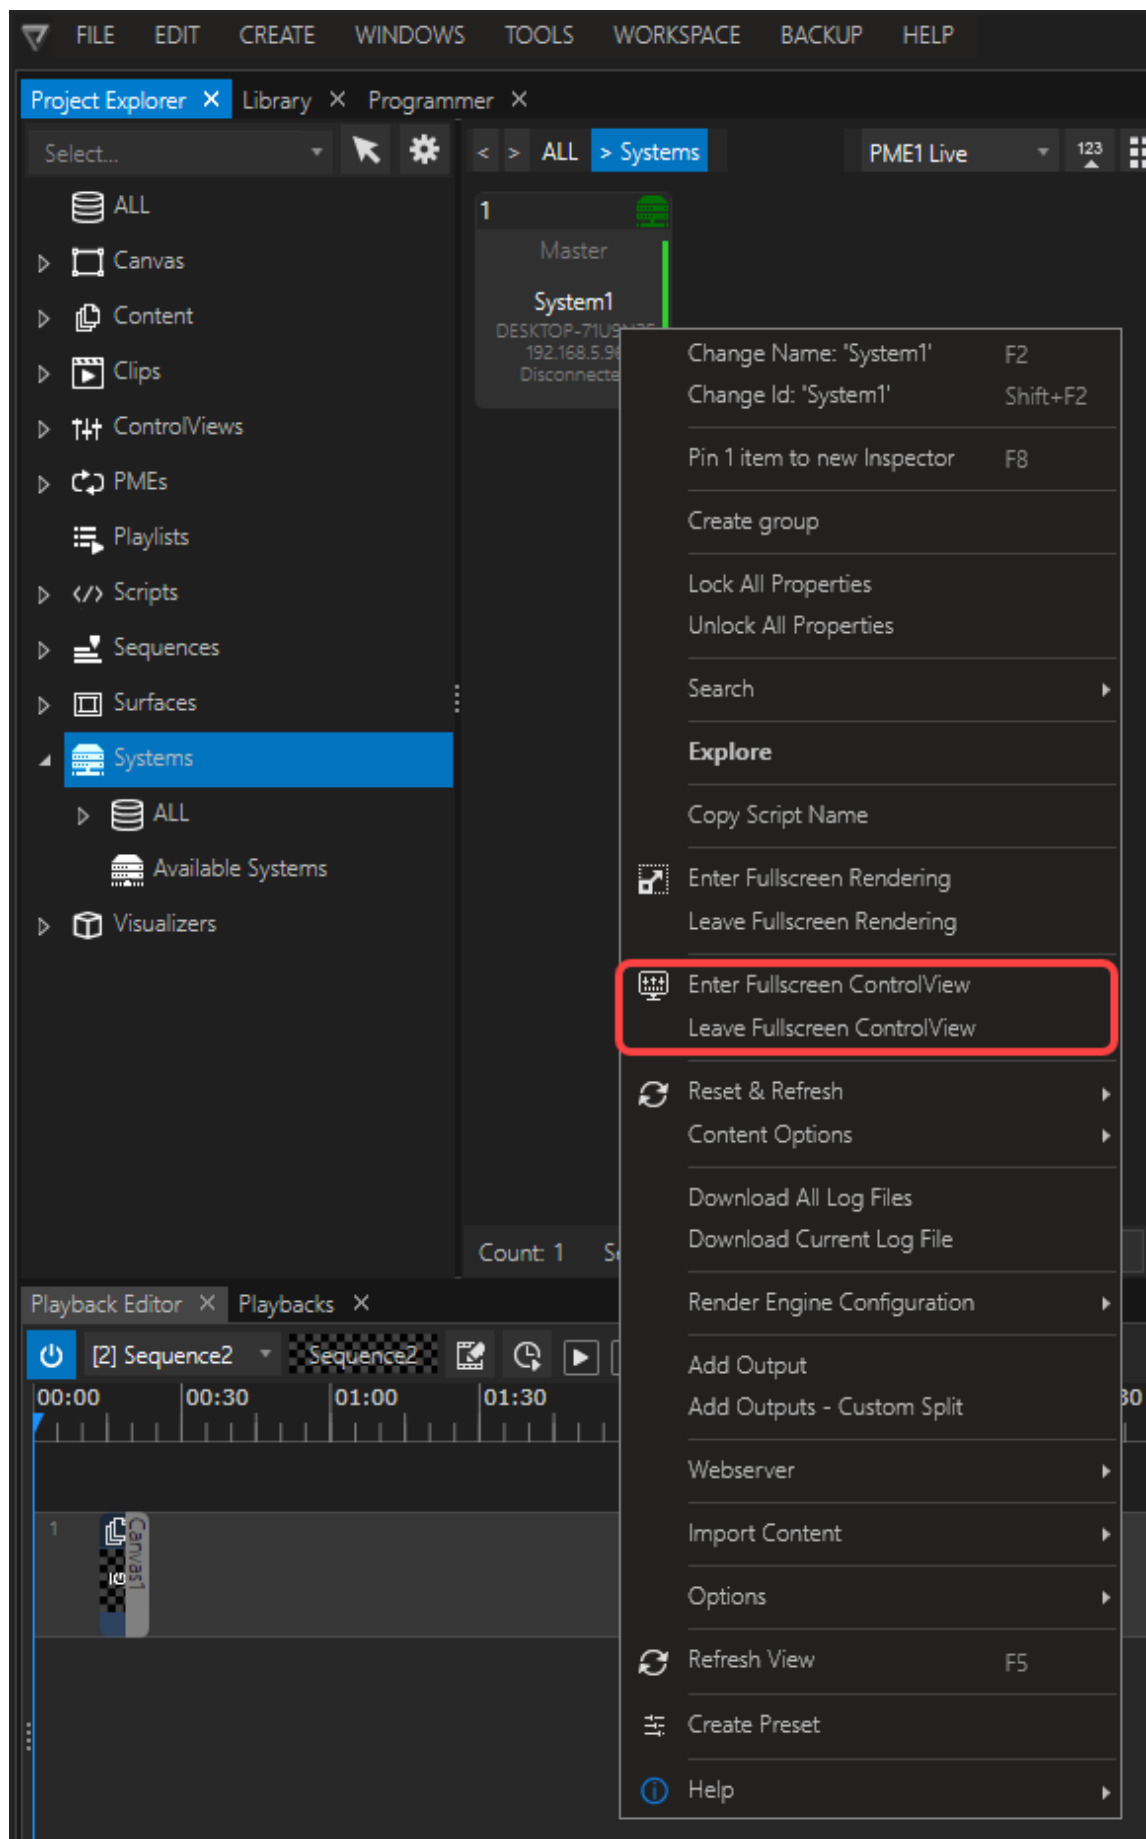 FILE EDIT CREATE WINDOWS TOOLS WORKSPACE BACKUP HELP
Project Explorer Library Programmer
Select...
< > ALL > Systems PME1 Live 123
ALL
Canvas
Content
Clips
ControlViews
PMEs
Playlists
Scripts
Sequences
Surfaces
Systems
ALL
Available Systems
Visualizers
1
Master
System1
192.168.5.9
Count: 1
Change Name: 'System1' F2
Change Id: 'System1' Shift+F2
Pin 1 item to new Inspector F8
Create group
Lock All Properties
Unlock All Properties
Search
Explore
Copy Script Name
Enter Fullscreen Rendering
Leave Fullscreen Rendering
Enter Fullscreen ControlView
Leave Fullscreen ControlView
Reset & Refresh
Content Options
Download All Log Files
Download Current Log File
Render Engine Configuration
Add Output
Add Outputs - Custom Split
Webserver
Import Content
Options
Refresh View F5
Create Preset
Help
Playback Editor Playbacks
[2] Sequence2 Sequence2
00:00 00:30 01:00 01:30 30
1
Canvas1